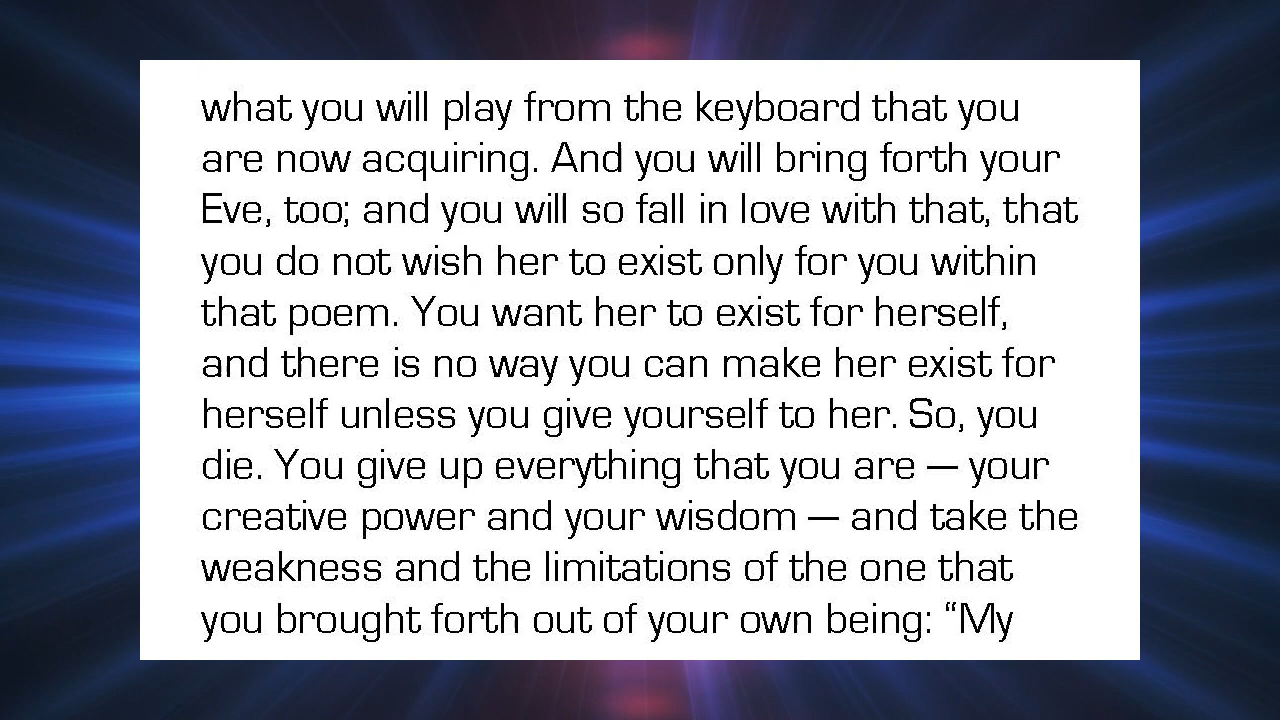 what you will play from the keyboard that you
are now acquiring. And you will bring forth your
Eve, too; and you will so fall in love with that, that
you do not wish her to exist only for you within
that poem. You want her to exist for herself,
and there is no way you can make her exist for
herself unless you give yourself to her. So, you
die. You give up everything that you are — your
creative power and your wisdom — and take the
weakness and the limitations of the one that
you brought forth out of your own being: “My